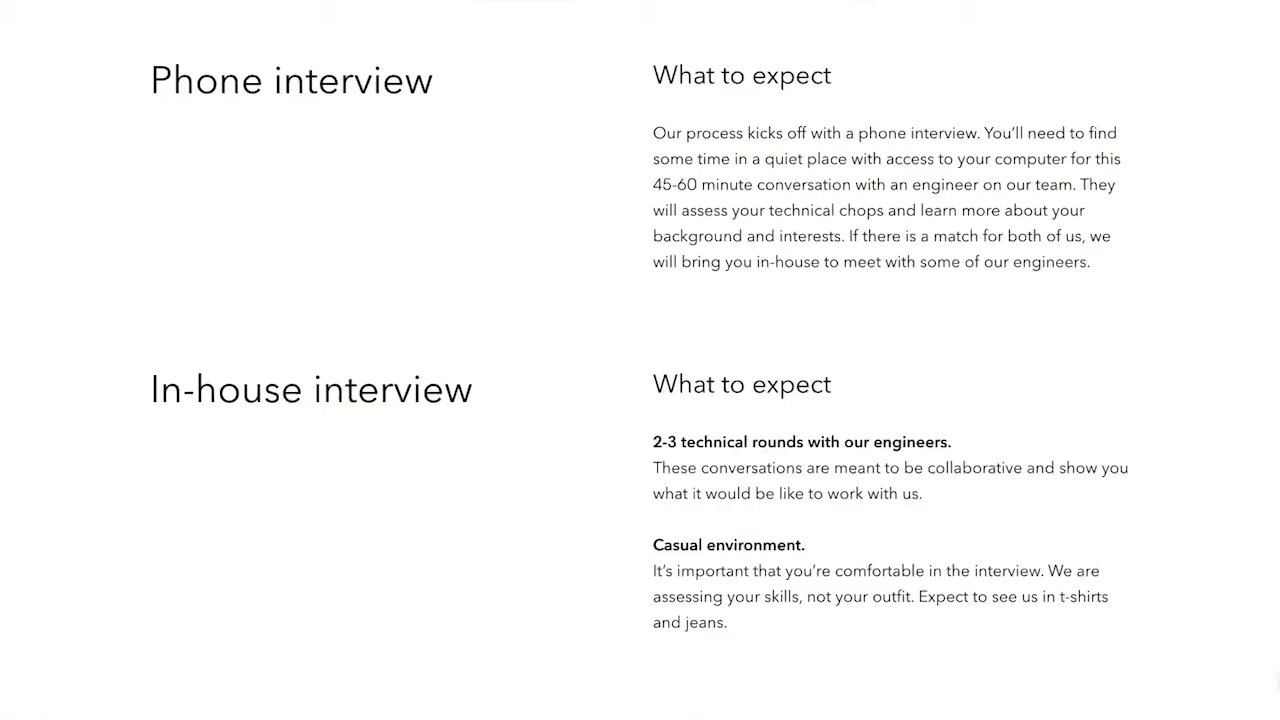 Phone interview
What to expect
Our process kicks off with a phone interview. You’ll need to find
some time in a quiet place with access to your computer for this
45-60 minute conversation with an engineer on our team. They
will assess your technical chops and learn more about your
background and interests. If there is a match for both of us, we
will bring you in-house to meet with some of our engineers.
In-house interview
What to expect
2-3 technical rounds with our engineers.
These conversations are meant to be collaborative and show you
what it would be like to work with us.
Casual environment.
It’s important that you’re comfortable in the interview. We are
assessing your skills, not your outfit. Expect to see us in t-shirts
and jeans.